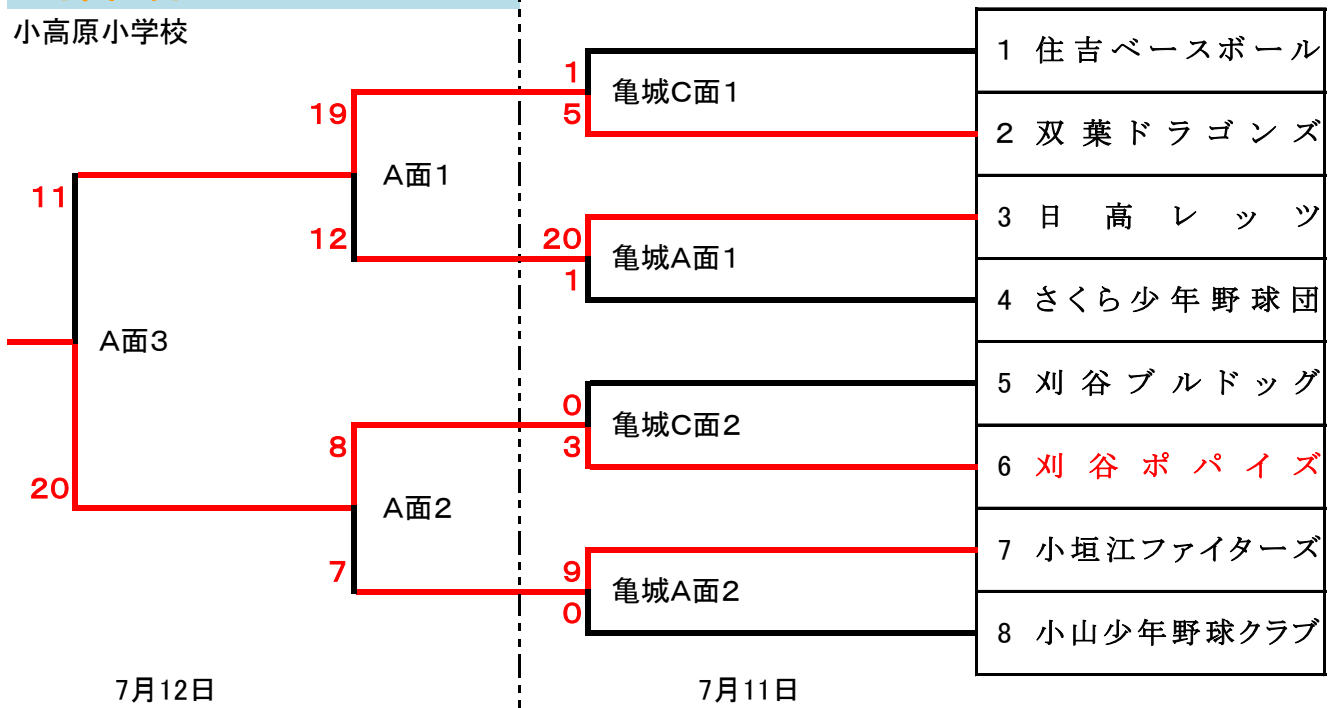 小高原小学校
1 住吉ベースボール
1
亀城C面1
5
19
2 双葉ドラゴンズ
A面1
11
3 日高レッツ
12
20
亀城A面1
1
4 さくら少年野球団
A面3
5 刈谷ブルドッグ
0
亀城C面2
8
3
6 刈谷ポパイズ
20
A面2
7 小垣江ファイターズ
7
9
亀城A面2
0
8 小山少年野球クラブ
7月12日
7月11日